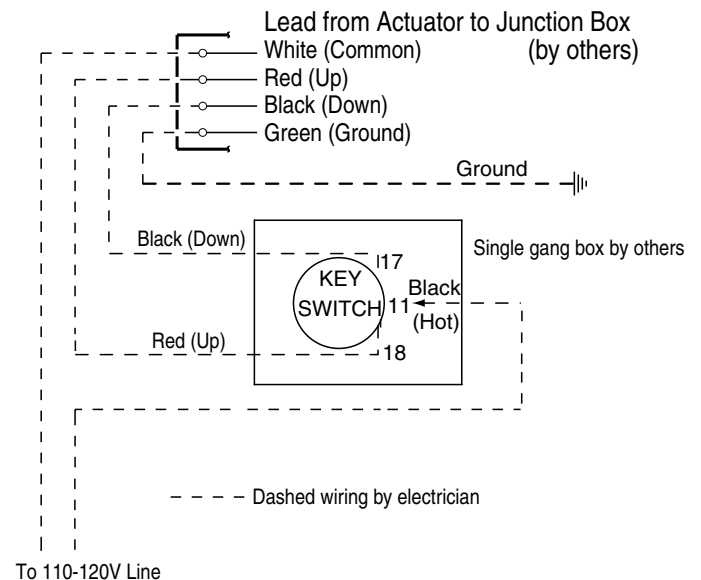 Lead from Actuator to Junction Box
(by others)
White (Common)
Red (Up)
Black (Down)
Green (Ground)
Ground
Black (Down)
Single gang box by others
17
KEY
SWITCH
11
Black
(Hot)
Red (Up)
18
Dashed wiring by electrician
To 110-120V Line